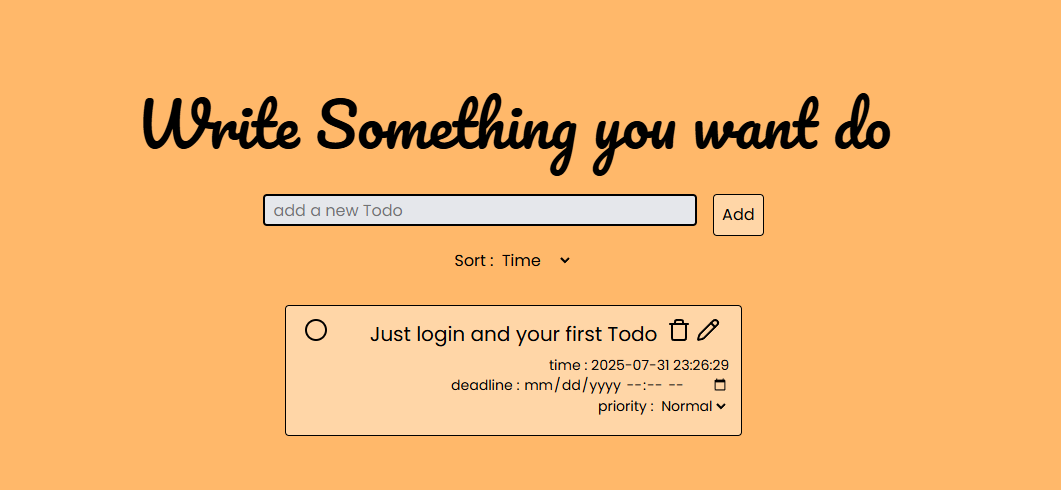 Write Something you want do
add a new Todo
Add
Sort : Time
Just login and your first Todo
time : 2025-07-31 23:26:29
deadline : mm/dd/yyyy --:-- --
priority : Normal